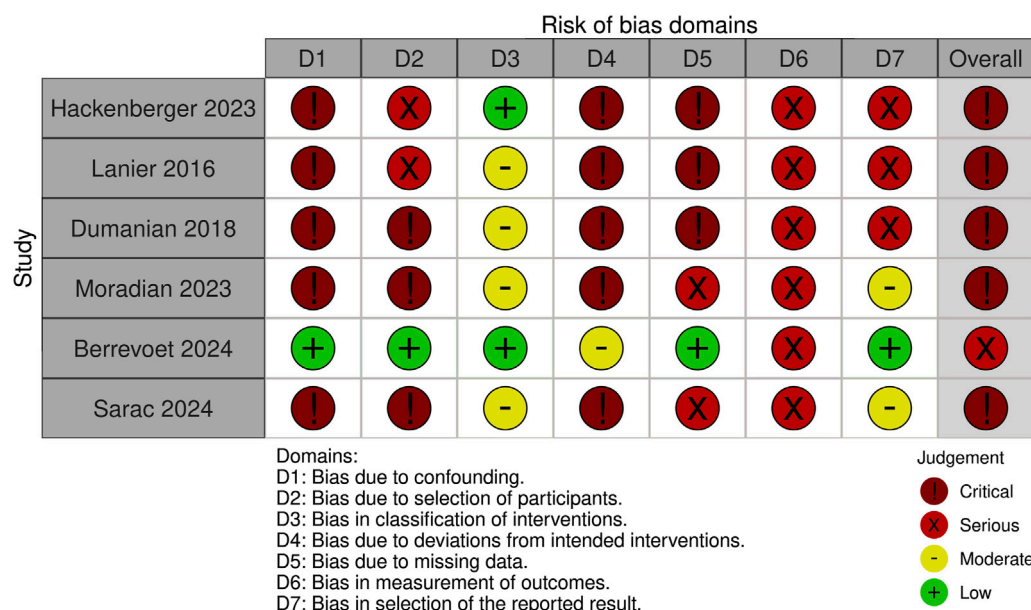 Risk of bias domains
D1 D2 D3 D4 D5 D6 D7 Overall
Study
Hackenberger 2023 ! X + ! ! X X !
Lanier 2016 ! X - ! ! X X !
Dumanian 2018 ! ! - ! ! X X !
Moradian 2023 ! ! - ! X X - !
Berrevoet 2024 + + + - + X + X
Sarac 2024 ! ! - ! X X - !
Domains:
D1: Bias due to confounding.
D2: Bias due to selection of participants.
D3: Bias in classification of interventions.
D4: Bias due to deviations from intended interventions.
D5: Bias due to missing data.
D6: Bias in measurement of outcomes.
D7: Bias in selection of the reported result.
Judgement
! Critical
X Serious
- Moderate
+ Low